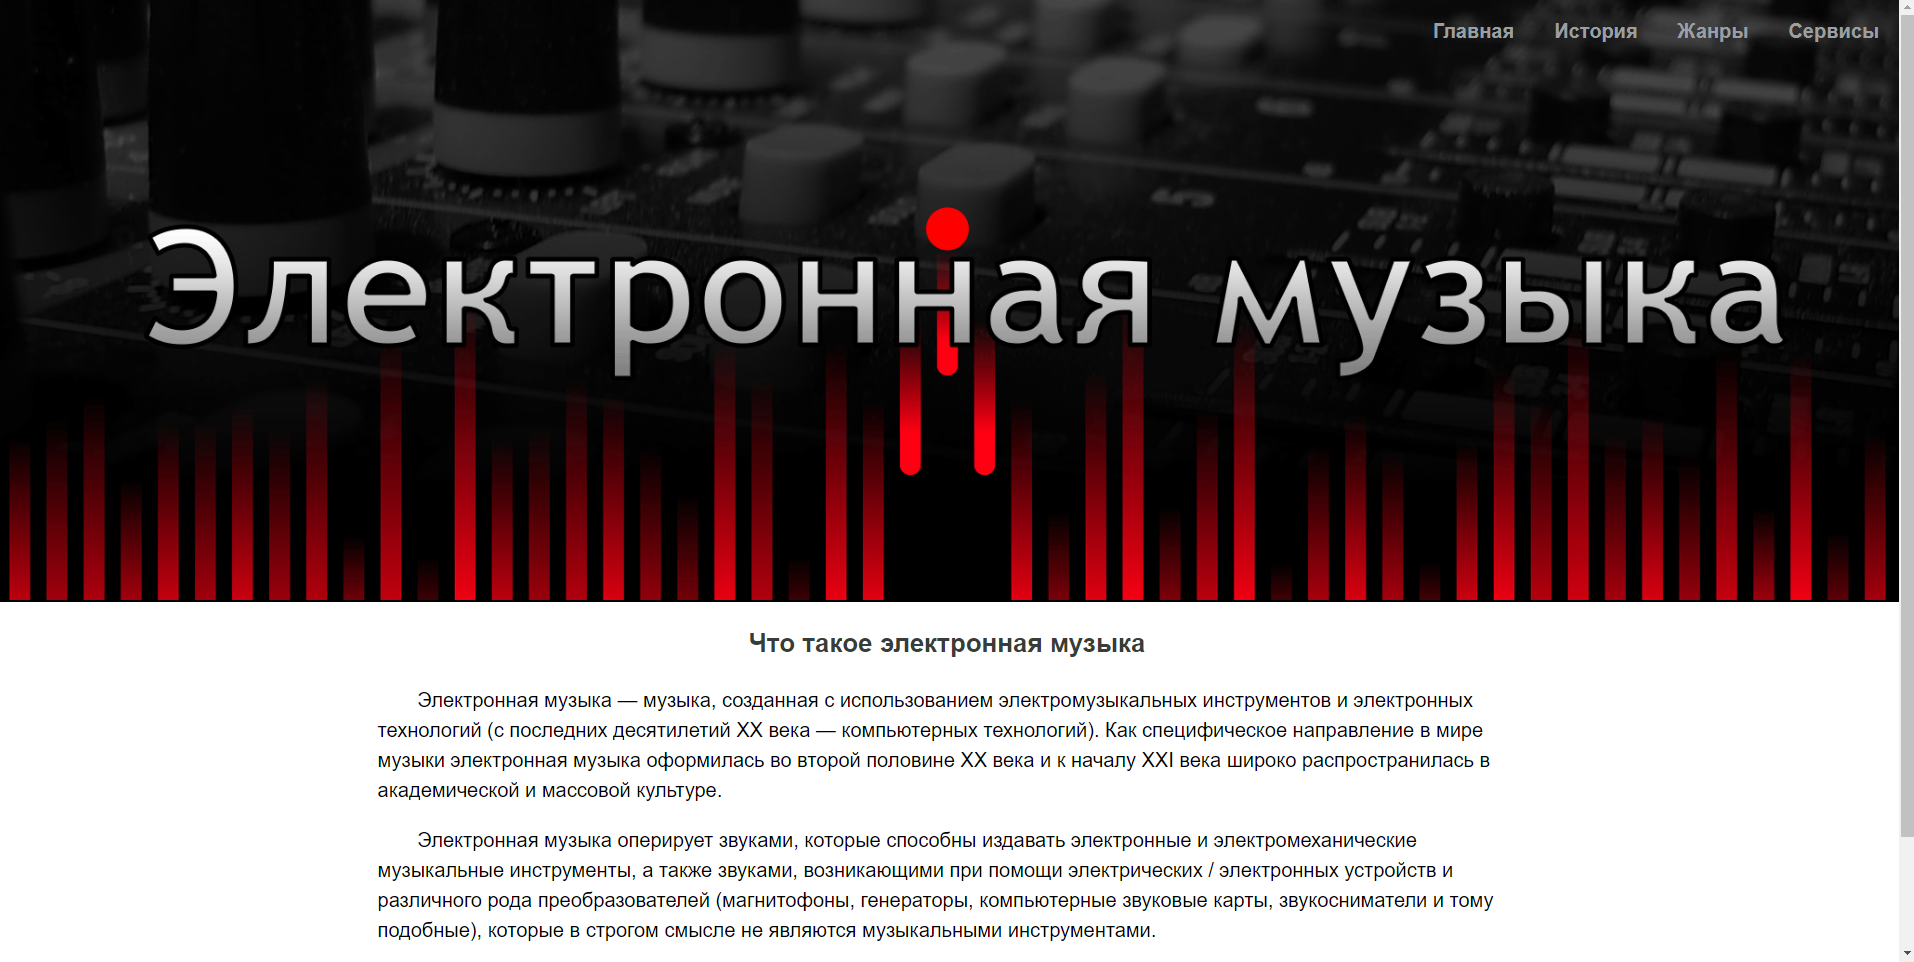 Главная История Жанры Сервисы
Электронная музыка
Что такое электронная музыка
Электронная музыка — музыка, созданная с использованием электромузыкальных инструментов и электронных
технологий (с последних десятилетий XX века — компьютерных технологий). Как специфическое направление в мире
музыки электронная музыка оформилась во второй половине XX века и к началу XXI века широко распространилась в
академической и массовой культуре.
Электронная музыка оперирует звуками, которые способны издавать электронные и электромеханические
музыкальные инструменты, а также звуками, возникающими при помощи электрических / электронных устройств и
различного рода преобразователей (магнитофоны, генераторы, компьютерные звуковые карты, звукосниматели и тому
подобные), которые в строгом смысле не являются музыкальными инструментами.